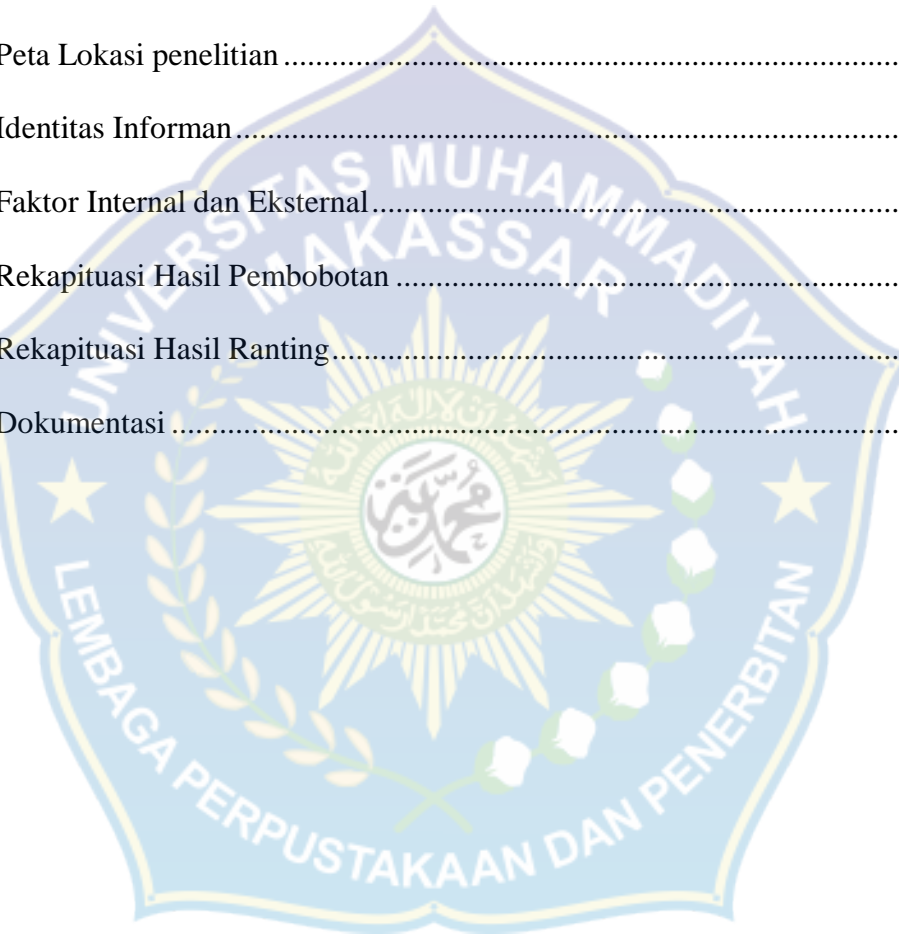 Peta Lokasi penelitian ........................................................................
Identitas Informan ........................................................................
Faktor Internal dan Eksternal ........................................................................
Rekapituasi Hasil Pembobotan ........................................................................
Rekapituasi Hasil Ranting ........................................................................
Dokumentasi ........................................................................
UNIVERSITAS MUHAMMADIYAH
MAKASSAR
LEMBAGA PERPUSTAKAAN DAN PENERBITAN